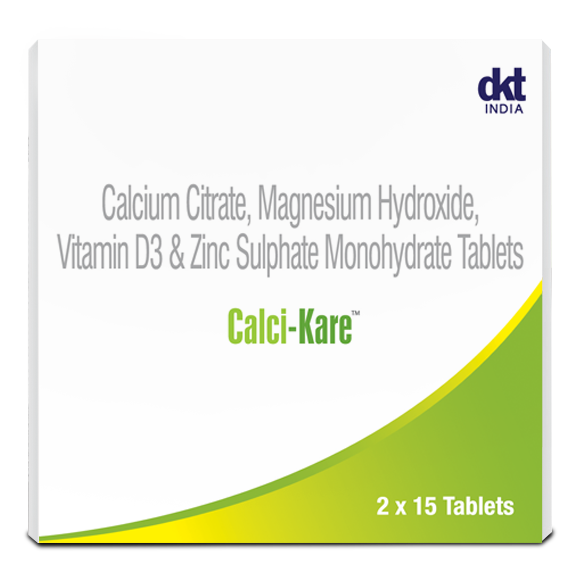 dkt
INDIA
Calcium Citrate, Magnesium Hydroxide,
Vitamin D3 & Zinc Sulphate Monohydrate Tablets
Calci-Kare™
2 x 15 Tablets